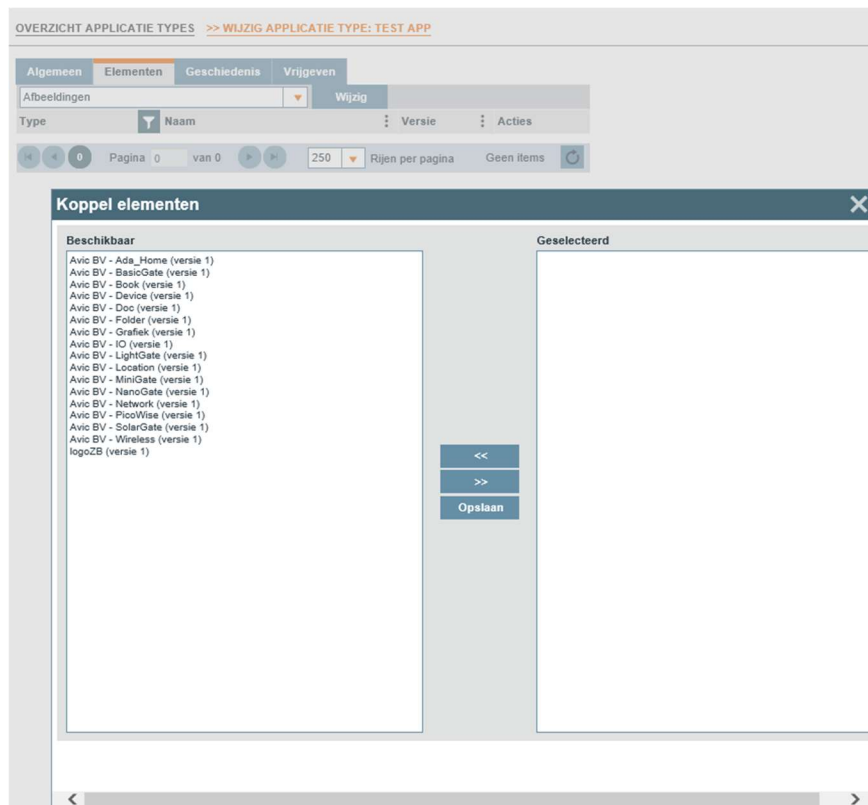 OVERZICHT APPLICATIE TYPES >> WIJZIG APPLICATIE TYPE: TEST APP
Algemeen Elementen Geschiedenis Vrijgeven
Afbeeldingen Wijzig
Type Naam Versie Acties
0 Pagina 0 van 0 250 Rijen per pagina Geen items
Koppel elementen
Beschikbaar Geselecteerd
Avic BV - Ada_Home (versie 1)
Avic BV - BasicGate (versie 1)
Avic BV - Book (versie 1)
Avic BV - Device (versie 1)
Avic BV - Doc (versie 1)
Avic BV - Folder (versie 1)
Avic BV - Grafiek (versie 1)
Avic BV - IO (versie 1)
Avic BV - LightGate (versie 1)
Avic BV - Location (versie 1)
Avic BV - MiniGate (versie 1)
Avic BV - NanoGate (versie 1)
Avic BV - Network (versie 1)
Avic BV - PicoWise (versie 1)
Avic BV - SolarGate (versie 1)
Avic BV - Wireless (versie 1)
logoZB (versie 1)
<<
>>
Opslaan